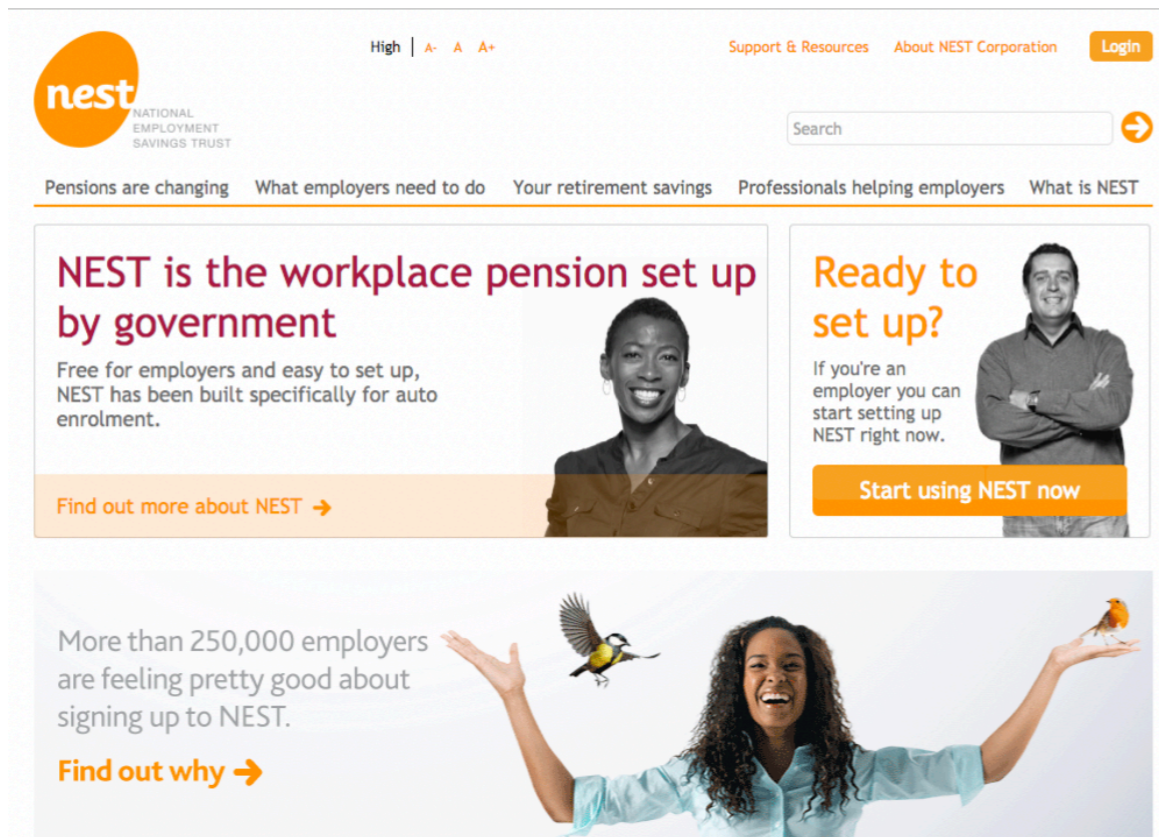 High | A- A A+
Support & Resources About NEST Corporation Login
nest
NATIONAL
EMPLOYMENT
SAVINGS TRUST
Search
Pensions are changing What employers need to do Your retirement savings Professionals helping employers What is NEST
NEST is the workplace pension set up
by government
Free for employers and easy to set up,
NEST has been built specifically for auto
enrolment.
Find out more about NEST
Ready to
set up?
If you're an
employer you can
start setting up
NEST right now.
Start using NEST now
More than 250,000 employers
are feeling pretty good about
signing up to NEST.
Find out why